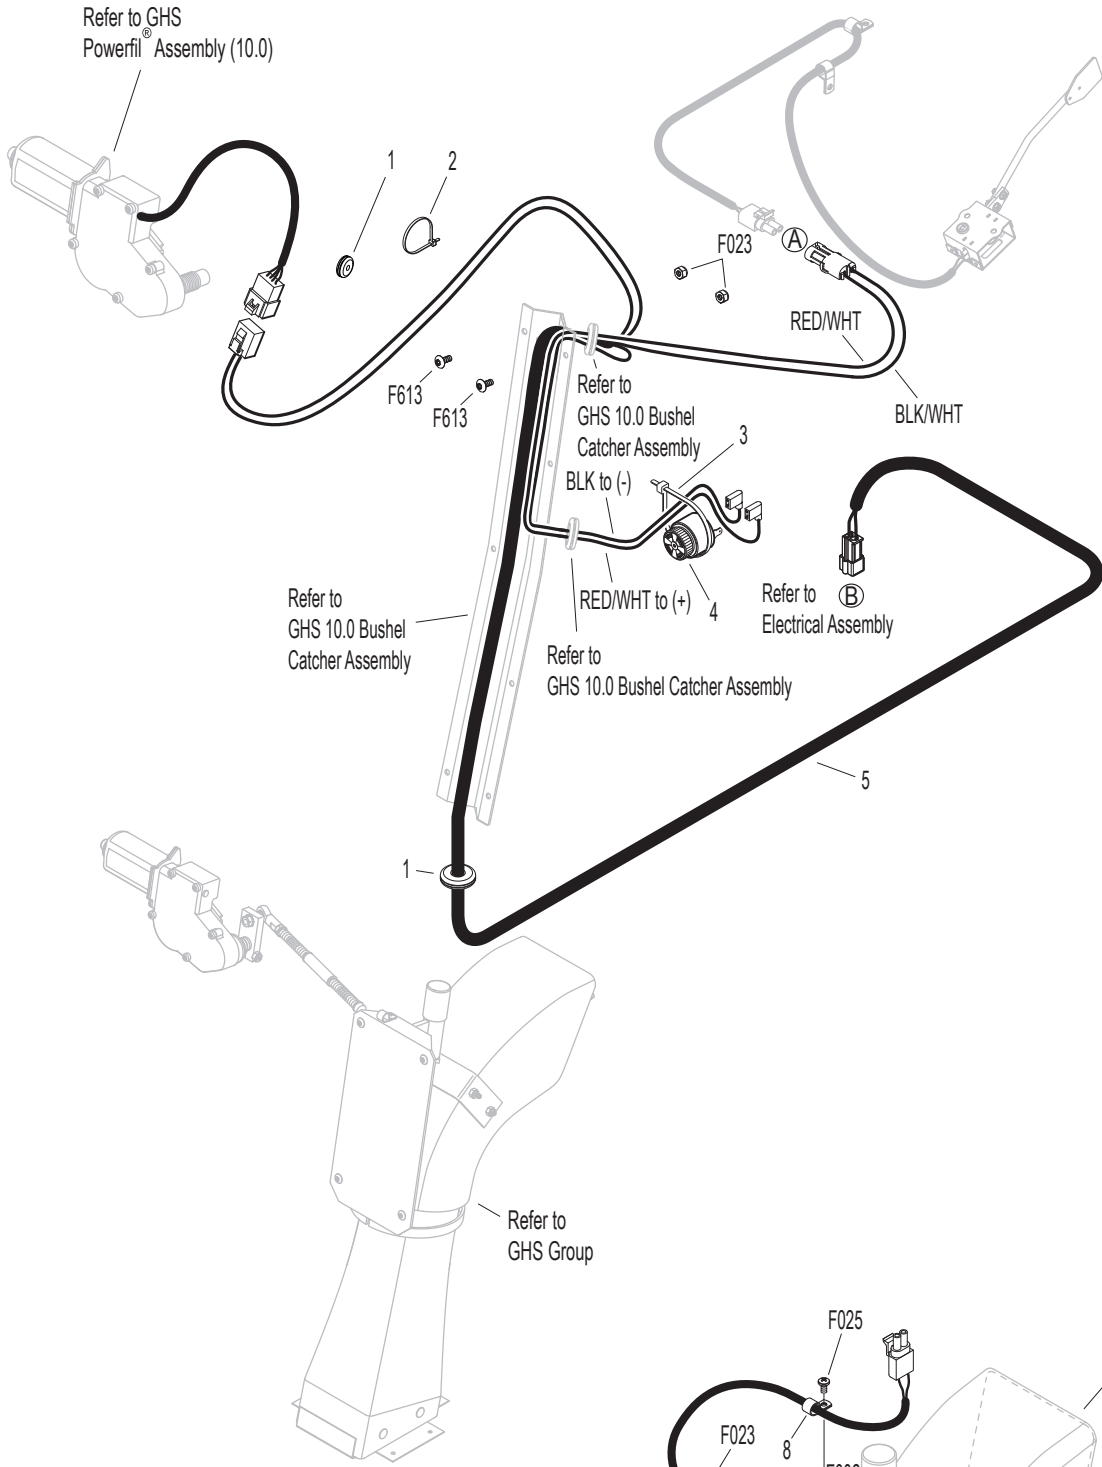 Refer to GHS
Powerfil® Assembly (10.0)
1
2
F023
A
RED/WHT
BLK/WHT
F613
F613
Refer to
GHS 10.0 Bushel
Catcher Assembly
3
BLK to (-)
RED/WHT to (+)
4
Refer to
GHS 10.0 Bushel
Catcher Assembly
Refer to
GHS 10.0 Bushel Catcher Assembly
Refer to B
Electrical Assembly
5
1
Refer to
GHS Group
F025
F023
8